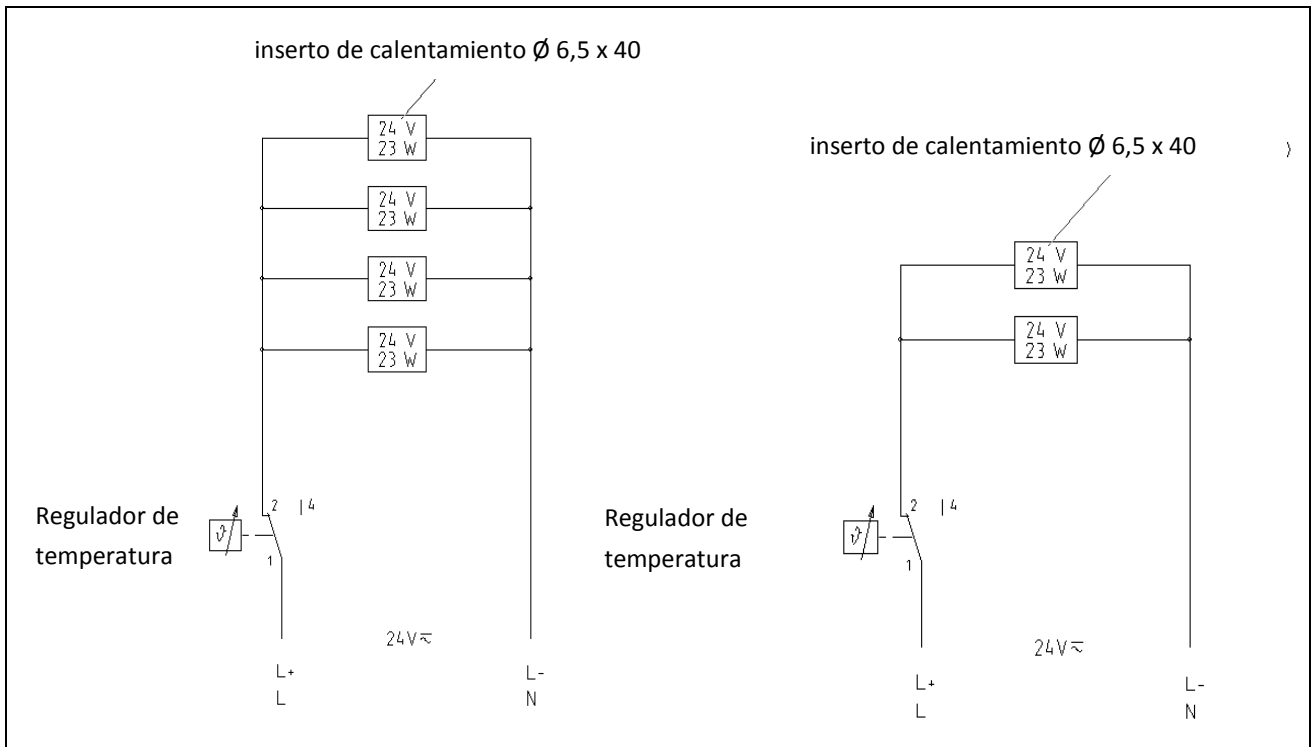 inserto de calentamiento Ø 6,5 x 40
24 V
23 W
24 V
23 W
24 V
23 W
24 V
23 W
Regulador de
temperatura
ϑ
2 | 4
1
24V⎓
L+
L
L-
N
inserto de calentamiento Ø 6,5 x 40
24 V
23 W
24 V
23 W
Regulador de
temperatura
ϑ
2 | 4
1
24V⎓
L+
L
L-
N